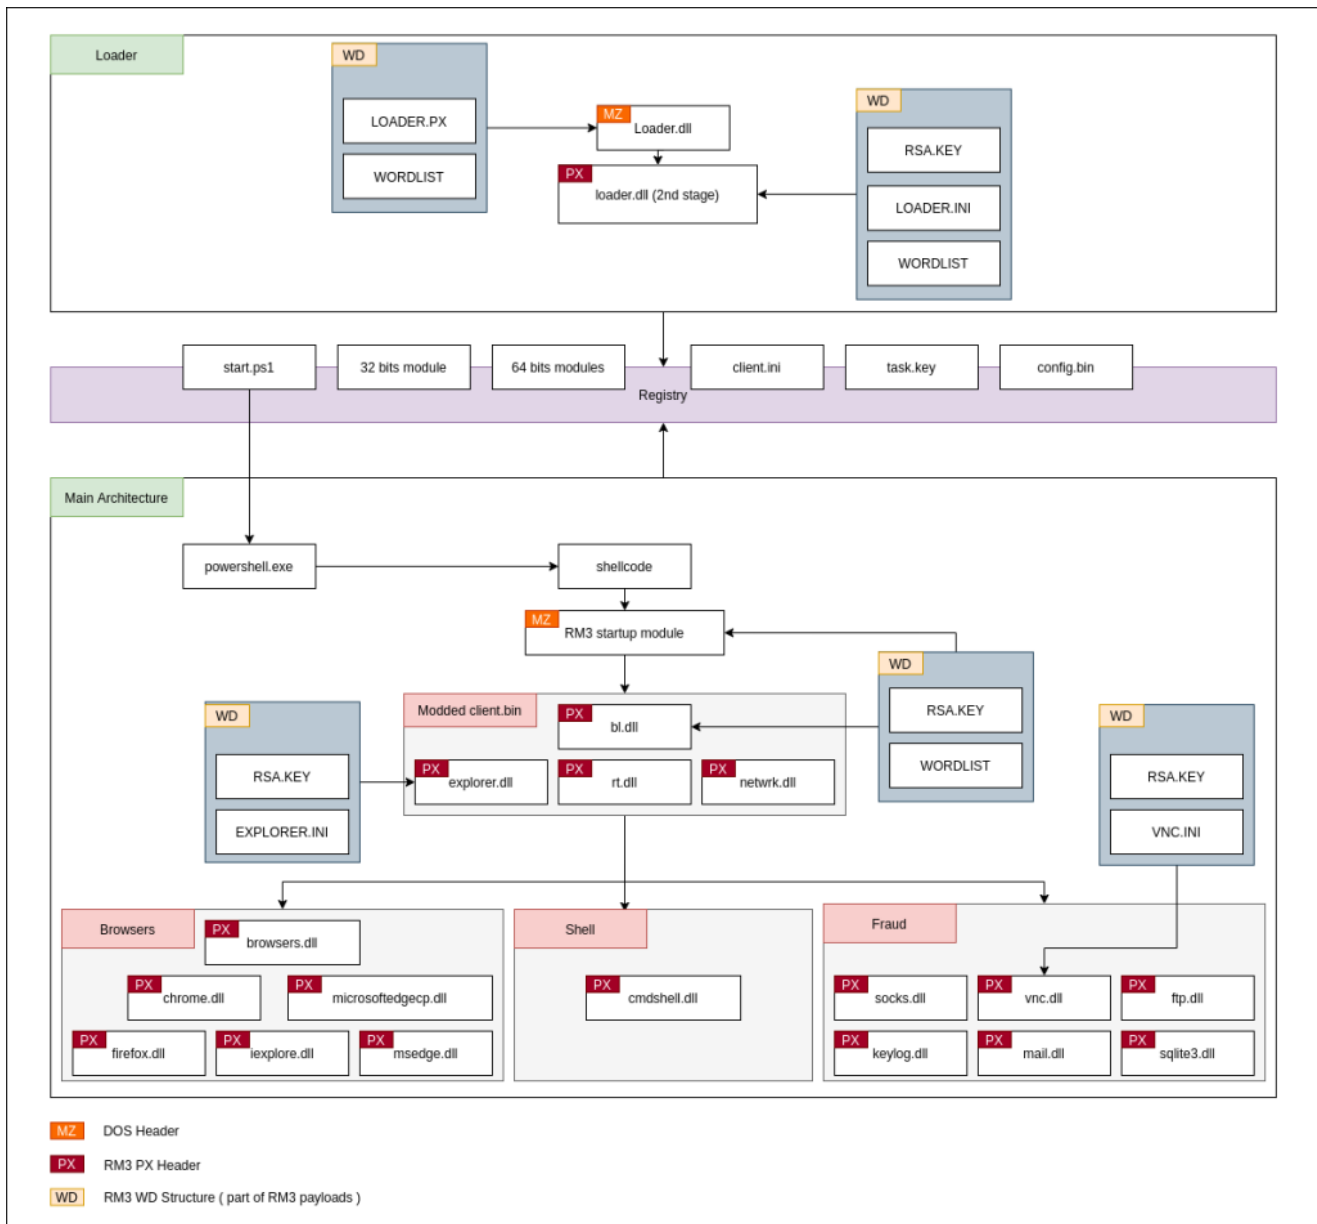 Loader
WD
LOADER.PX
WORDLIST
MZ
Loader.dll
PX
loader.dll (2nd stage)
WD
RSA.KEY
LOADER.INI
WORDLIST
start.ps1
32 bits module
64 bits modules
client.ini
task.key
config.bin
Registry
Main Architecture
powershell.exe
shellcode
MZ
RM3 startup module
WD
RSA.KEY
WORDLIST
Modded client.bin
PX
bl.dll
PX
explorer.dll
PX
rt.dll
PX
netwrk.dll
WD
RSA.KEY
EXPLORER.INI
WD
RSA.KEY
VNC.INI
Browsers
PX
browsers.dll
PX
chrome.dll
PX
microsoftedgecp.dll
PX
firefox.dll
PX
iexplore.dll
PX
msedge.dll
Shell
PX
cmdshell.dll
Fraud
PX
socks.dll
PX
vnc.dll
PX
ftp.dll
PX
keylog.dll
PX
mail.dll
PX
sqlite3.dll
MZ
DOS Header
PX
RM3 PX Header
WD
RM3 WD Structure ( part of RM3 payloads )